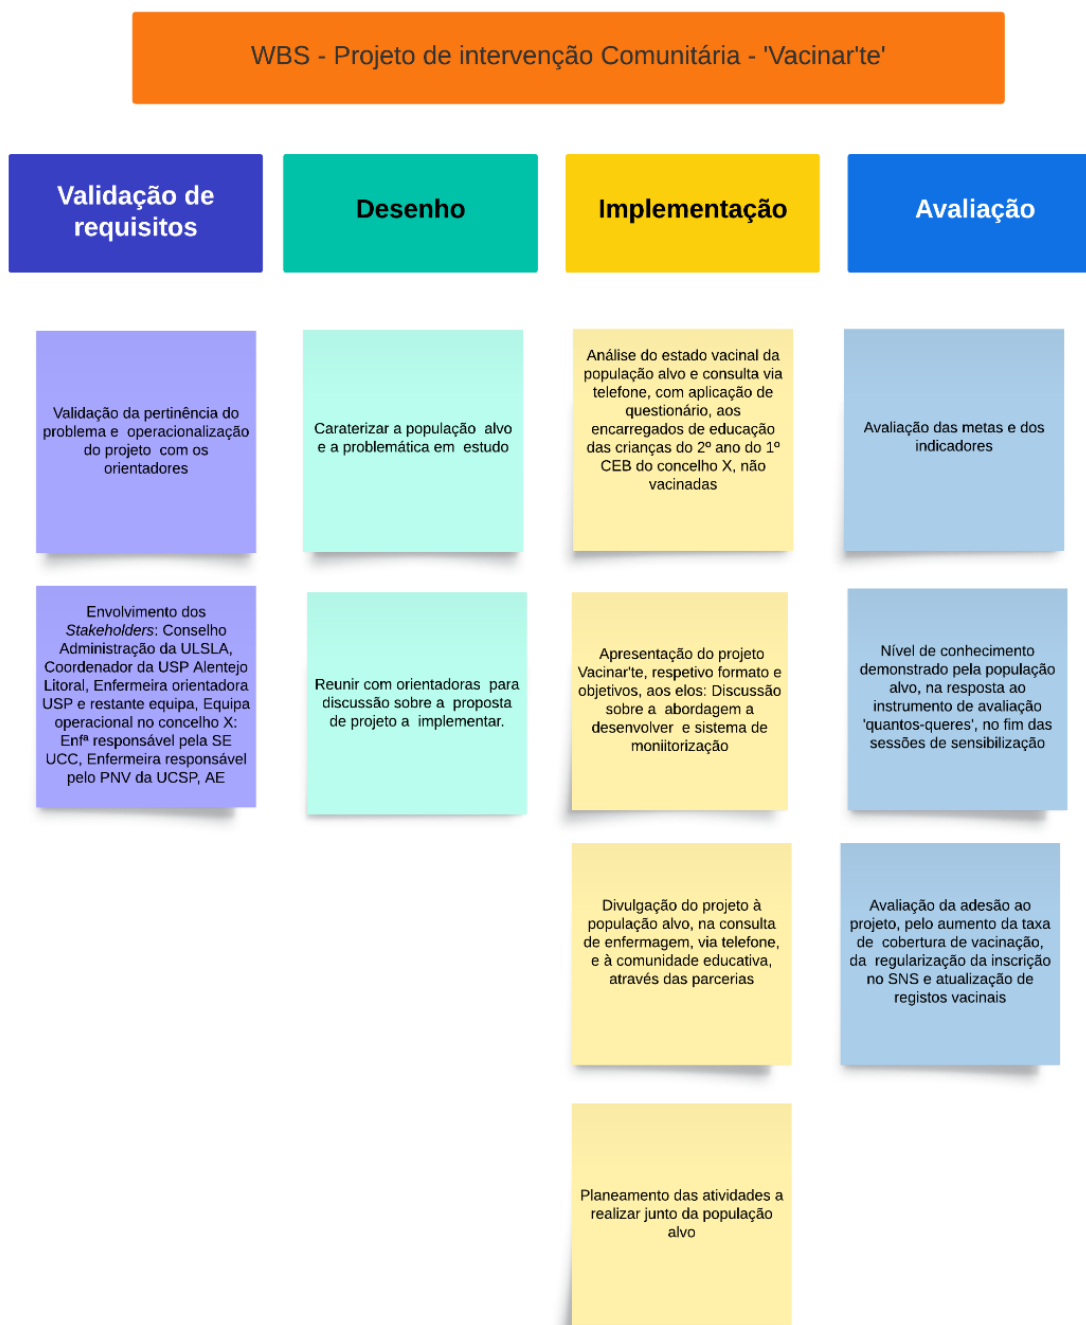 WBS - Projeto de intervenção Comunitária - 'Vacinar'te'
Validação de
requisitos
Validação da pertinência do
problema e operacionalização
do projeto com os
orientadores
Envolvimento dos
Stakeholders: Conselho
Administração da ULSLA,
Coordenador da USP Alentejo
Litoral, Enfermeira orientadora
USP e restante equipa, Equipa
operacional no concelho X:
Enfª responsável pela SE
UCC, Enfermeira responsável
pelo PNV da UCSP, AE
Desenho
Caraterizar a população alvo
e a problemática em estudo
Reunir com orientadoras para
discussão sobre a proposta
de projeto a implementar.
Implementação
Análise do estado vacinal da
população alvo e consulta via
telefone, com aplicação de
questionário, aos
encarregados de educação
das crianças do 2º ano do 1º
CEB do concelho X, não
vacinadas
Apresentação do projeto
Vacinar'te, respetivo formato e
objetivos, aos elos: Discussão
sobre a abordagem a
desenvolver e sistema de
moniitorização
Divulgação do projeto à
população alvo, na consulta
de enfermagem, via telefone,
e à comunidade educativa,
através das parcerias
Planeamento das atividades a
realizar junto da população
alvo
Avaliação
Avaliação das metas e dos
indicadores
Nível de conhecimento
demonstrado pela população
alvo, na resposta ao
instrumento de avaliação
'quantos-queres', no fim das
sessões de sensibilização
Avaliação da adesão ao
projeto, pelo aumento da taxa
de cobertura de vacinação,
da regularização da inscrição
no SNS e atualização de
registos vacinais